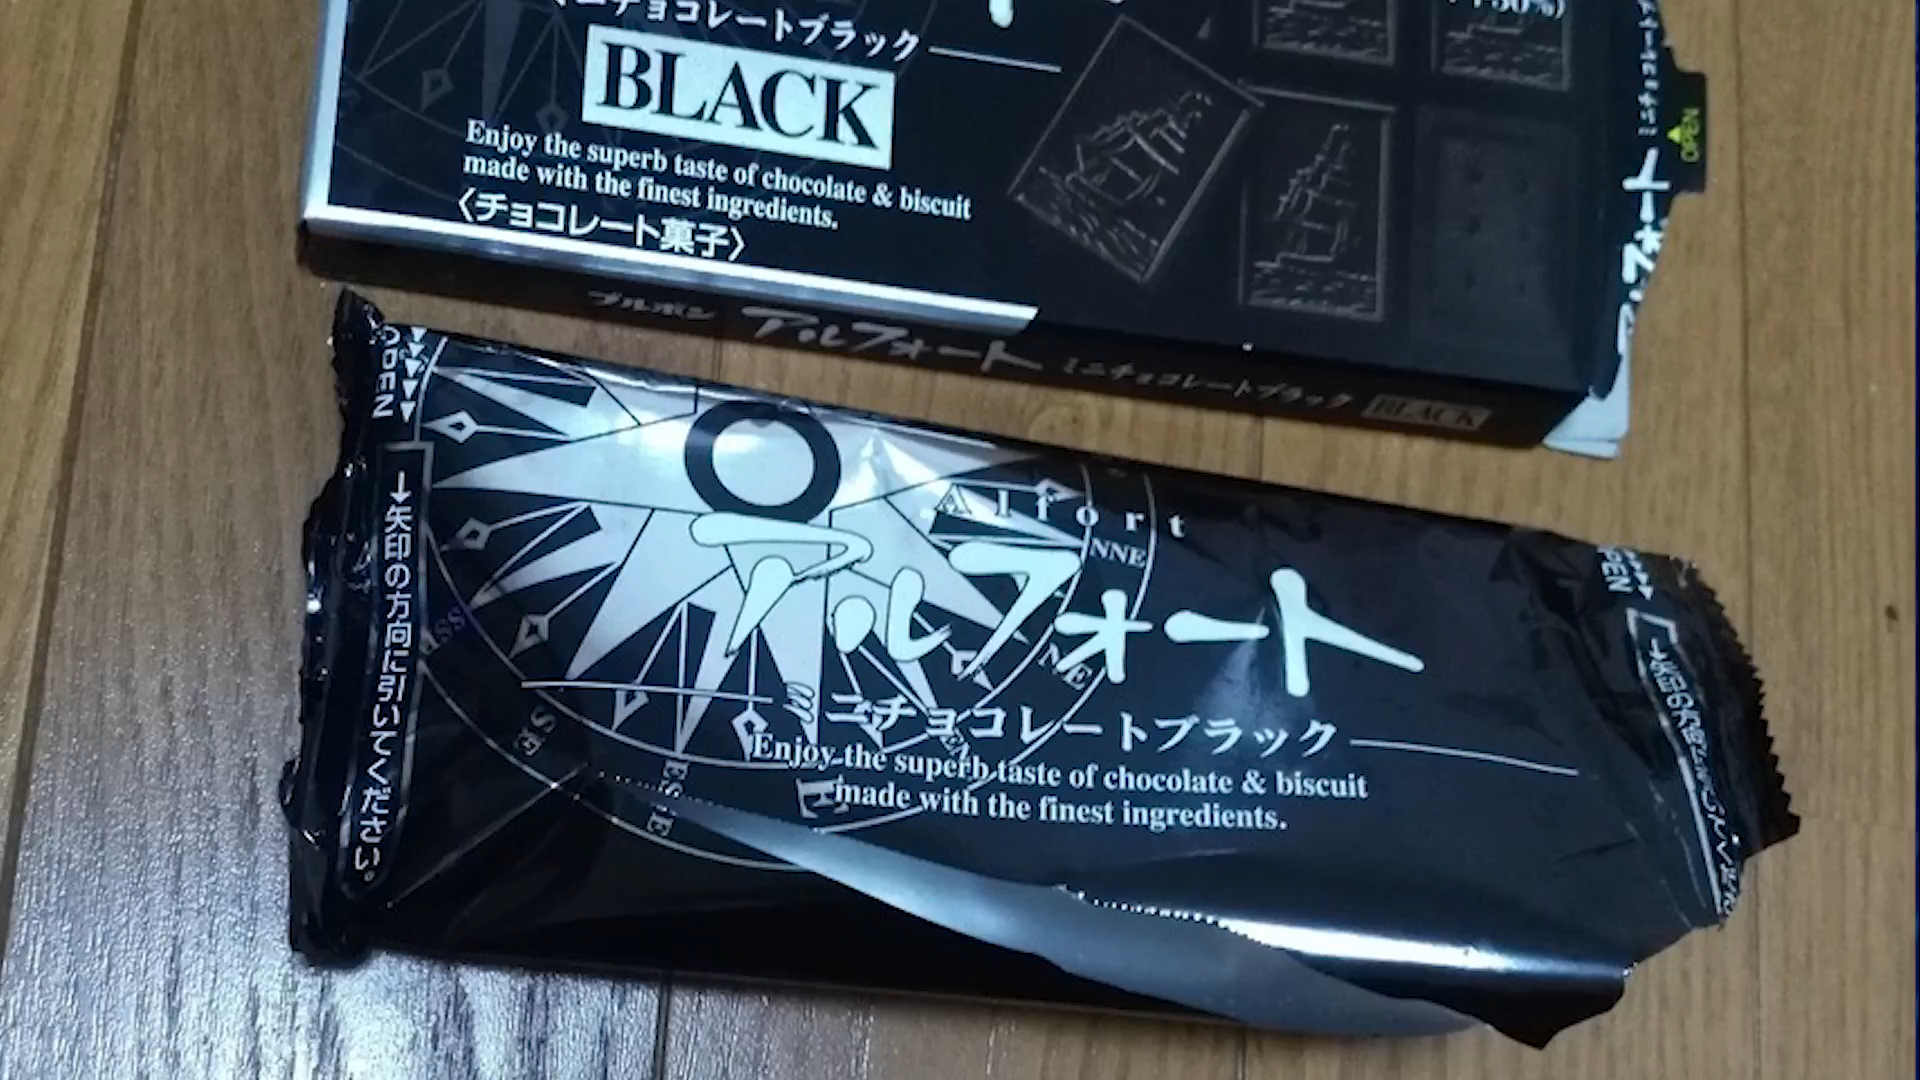 ミニチョコレートブラック
BLACK
Enjoy the superb taste of chocolate & biscuit
made with the finest ingredients.
〈チョコレート菓子〉
OPEN
ブルボン アルフォート ミニチョコレートブラック BLACK
OPEN
↓矢印の方向に引いてください。
Alfort
アルフォート
ミニチョコレートブラック
Enjoy the superb taste of chocolate & biscuit
made with the finest ingredients.
NNE
NE
SE
ESE
E